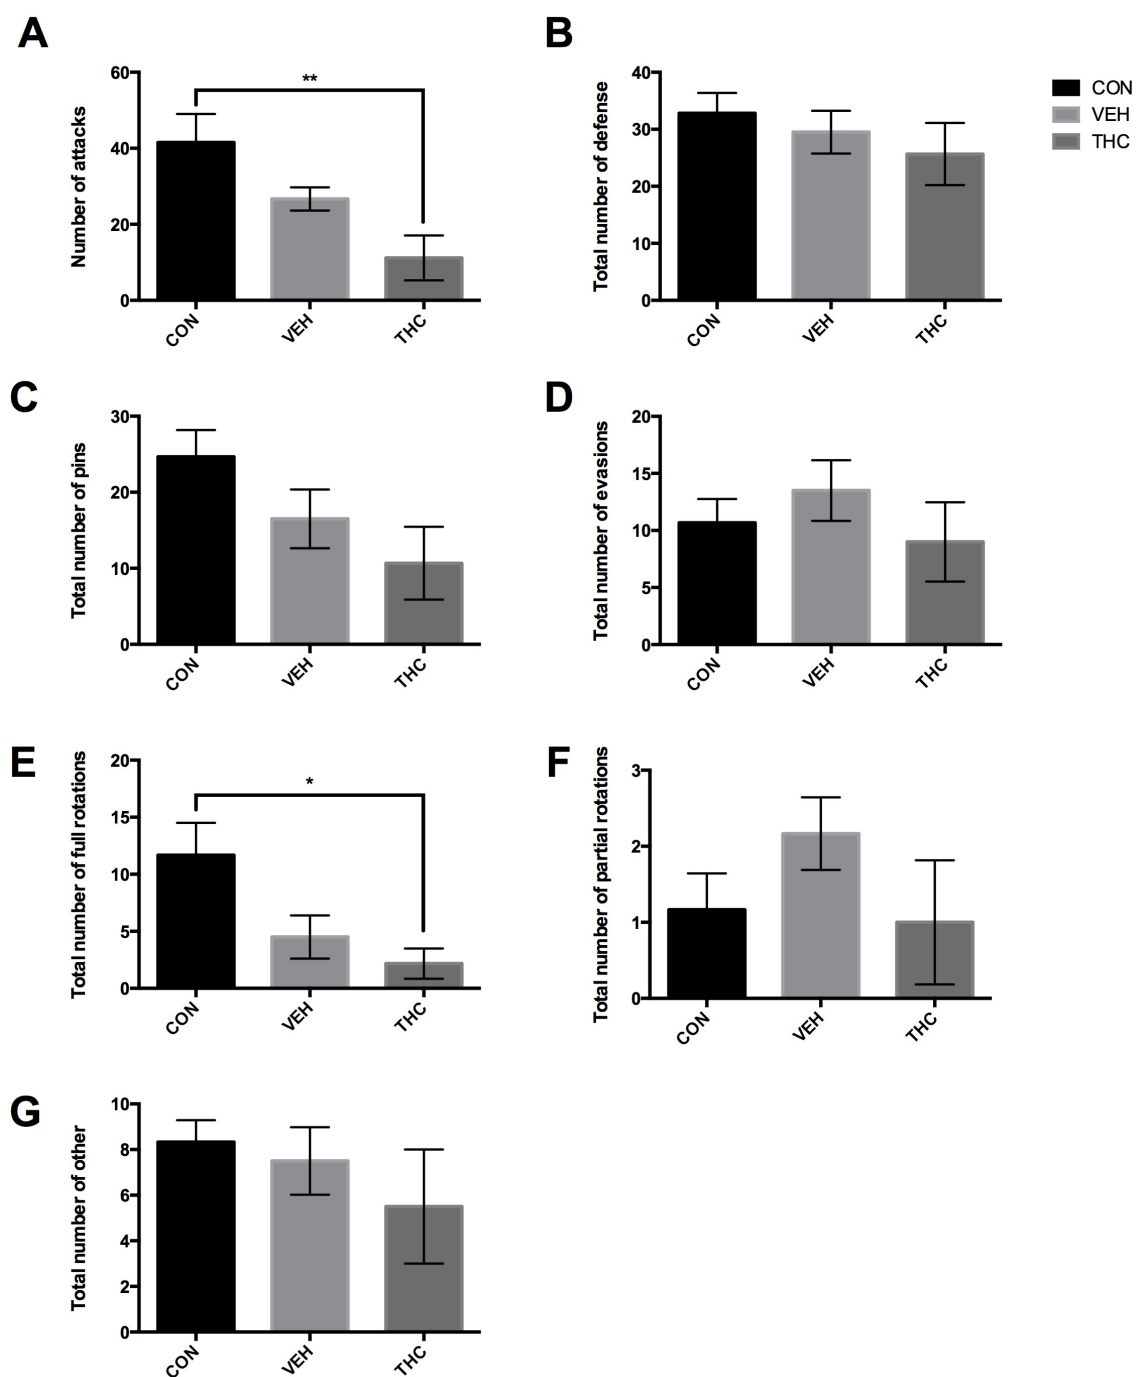 A
Number of attacks
60
40
20
0
**
CON
VEH
THC
B
Total number of defense
40
30
20
10
0
CON
VEH
THC
CON
VEH
THC
C
Total number of pins
30
20
10
0
CON
VEH
THC
D
Total number of evasions
20
15
10
5
0
CON
VEH
THC
E
Total number of full rotations
20
15
10
5
0
*
CON
VEH
THC
F
Total number of partial rotations
3
2
1
0
CON
VEH
THC
G
Total number of other
10
8
6
4
2
0
CON
VEH
THC